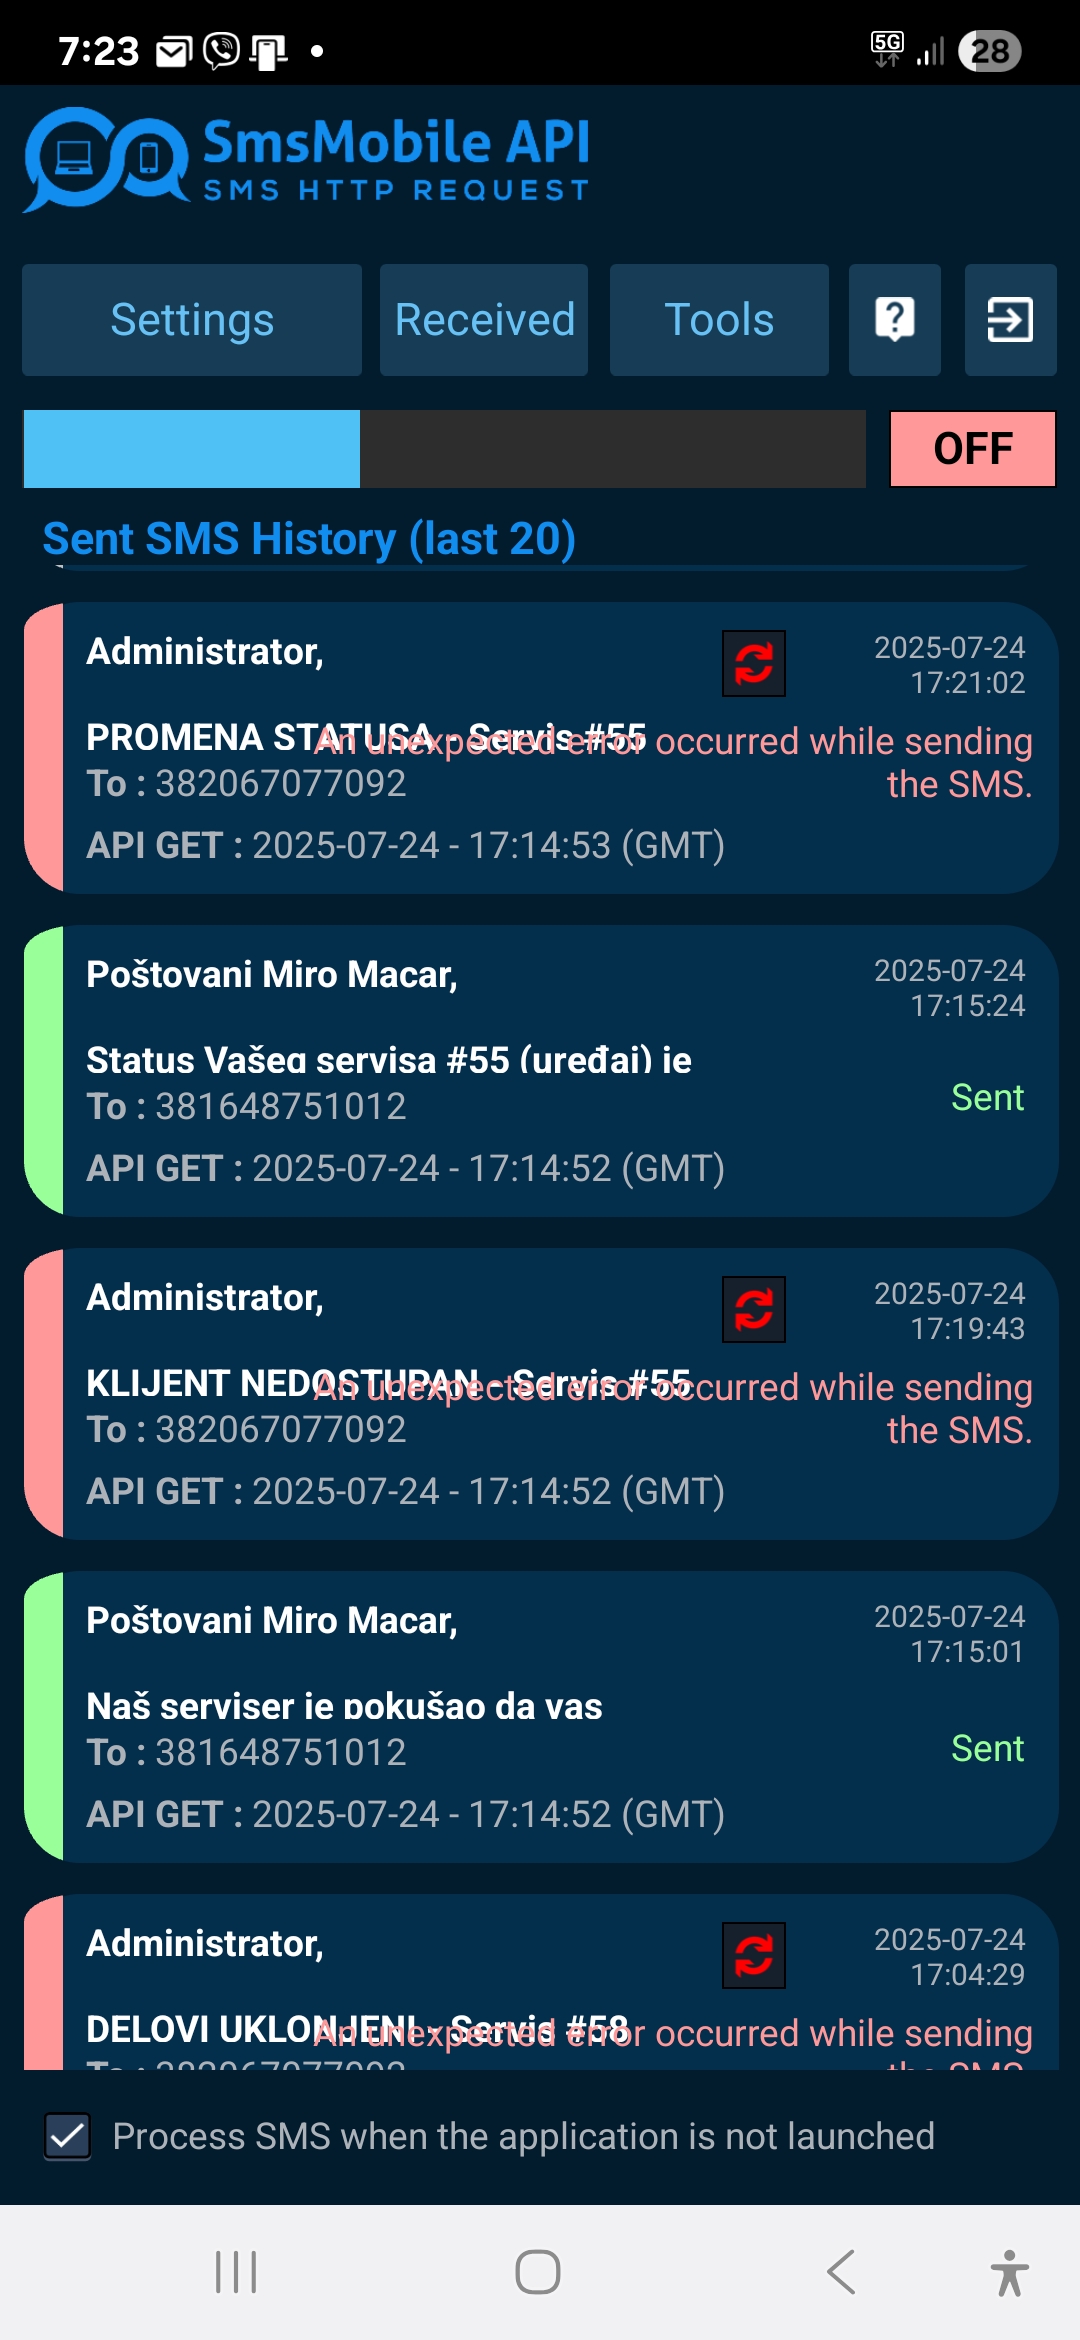 7:23
5G
28
SmsMobile API
SMS HTTP REQUEST
Settings
Received
Tools
OFF
Sent SMS History (last 20)
Administrator,
2025-07-24
17:21:02
PROMENA STATUSA - Servis #55
An unexpected error occurred while sending
the SMS.
To : 382067077092
API GET : 2025-07-24 - 17:14:53 (GMT)
Poštovani Miro Macar,
2025-07-24
17:15:24
Status Vašeg servisa #55 (uređaj) je
To : 381648751012
Sent
API GET : 2025-07-24 - 17:14:52 (GMT)
Administrator,
2025-07-24
17:19:43
KLIJENT NEDOSTUPAN - Servis #55
An unexpected error occurred while sending
the SMS.
To : 382067077092
API GET : 2025-07-24 - 17:14:52 (GMT)
Poštovani Miro Macar,
2025-07-24
17:15:01
Naš serviser je pokušao da vas
To : 381648751012
Sent
API GET : 2025-07-24 - 17:14:52 (GMT)
Administrator,
2025-07-24
17:04:29
DELOVI UKLONJENI - Servis #58
An unexpected error occurred while sending
the SMS.
To : 382067077092
Process SMS when the application is not launched